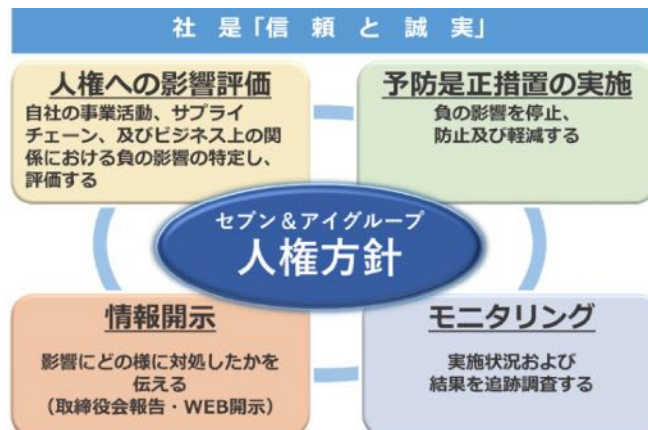 社 是「信 頼 と 誠 実」
人権への影響評価
自社の事業活動、サプライ
チェーン、及びビジネス上の関
係における負の影響の特定し、
評価する
予防是正措置の実施
負の影響を停止、
防止及び軽減する
セブン＆アイグループ
人権方針
情報開示
影響にどの様に対処したかを
伝える
（取締役会報告・WEB開示）
モニタリング
実施状況および
結果を追跡調査する